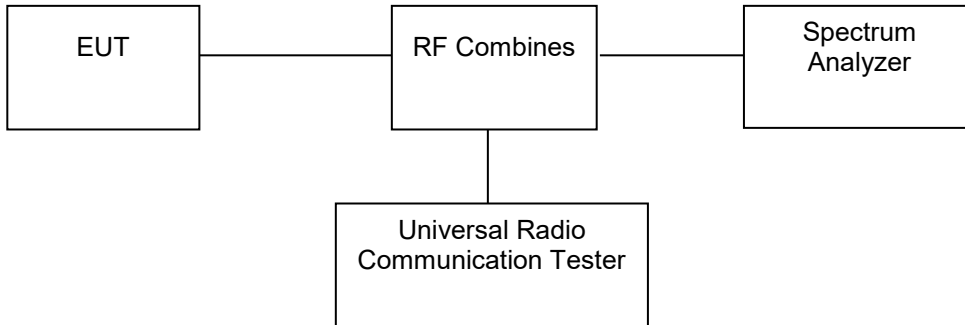 EUT
RF Combines
Spectrum
Analyzer
Universal Radio
Communication Tester